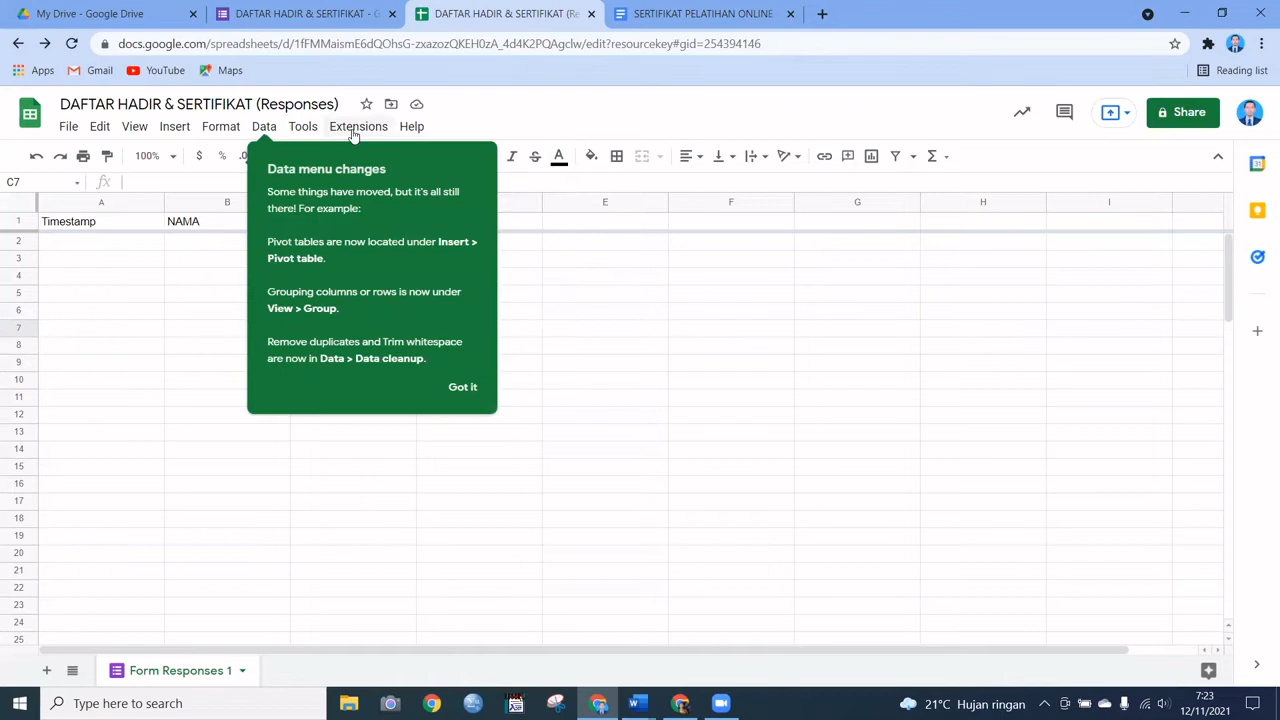 My Drive - Google Drive
DAFTAR HADIR & SERTIFIKAT - G
DAFTAR HADIR & SERTIFIKAT (Re
SERTIFIKAT PELATIHAN ONLINE
docs.google.com/spreadsheets/d/1fFMMaismE6dQOhsG-zxazozQKEH0zA_4d4K2PQAgclw/edit?resourcekey#gid=254394146
Apps
Gmail
YouTube
Maps
Reading list
DAFTAR HADIR & SERTIFIKAT (Responses)
File Edit View Insert Format Data Tools Extensions Help
Share
100% $ % .0
C7
fx
A B E F G H I
1 Timestamp NAMA
Data menu changes
Some things have moved, but it's all still
there! For example:
Pivot tables are now located under Insert >
Pivot table.
Grouping columns or rows is now under
View > Group.
Remove duplicates and Trim whitespace
are now in Data > Data cleanup.
Got it
2
3
4
5
6
7
8
9
10
11
12
13
14
15
16
17
18
19
20
21
22
23
24
25
Form Responses 1
Type here to search
21°C Hujan ringan
7:23
12/11/2021